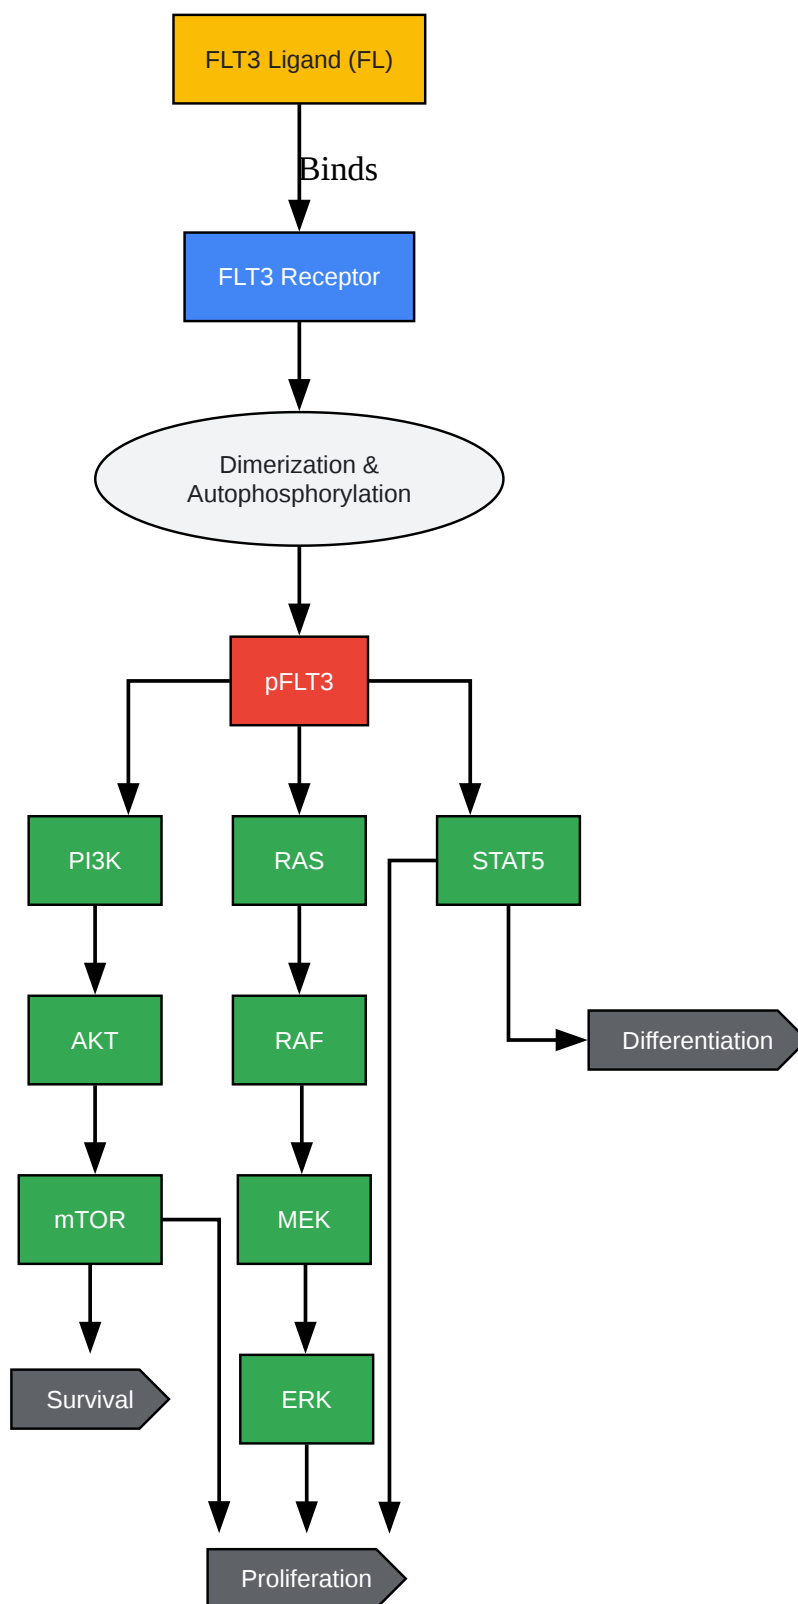 FLT3 Ligand (FL)
Binds
FLT3 Receptor
Dimerization &
Autophosphorylation
pFLT3
PI3K
RAS
STAT5
AKT
RAF
Differentiation
mTOR
MEK
Survival
ERK
Proliferation